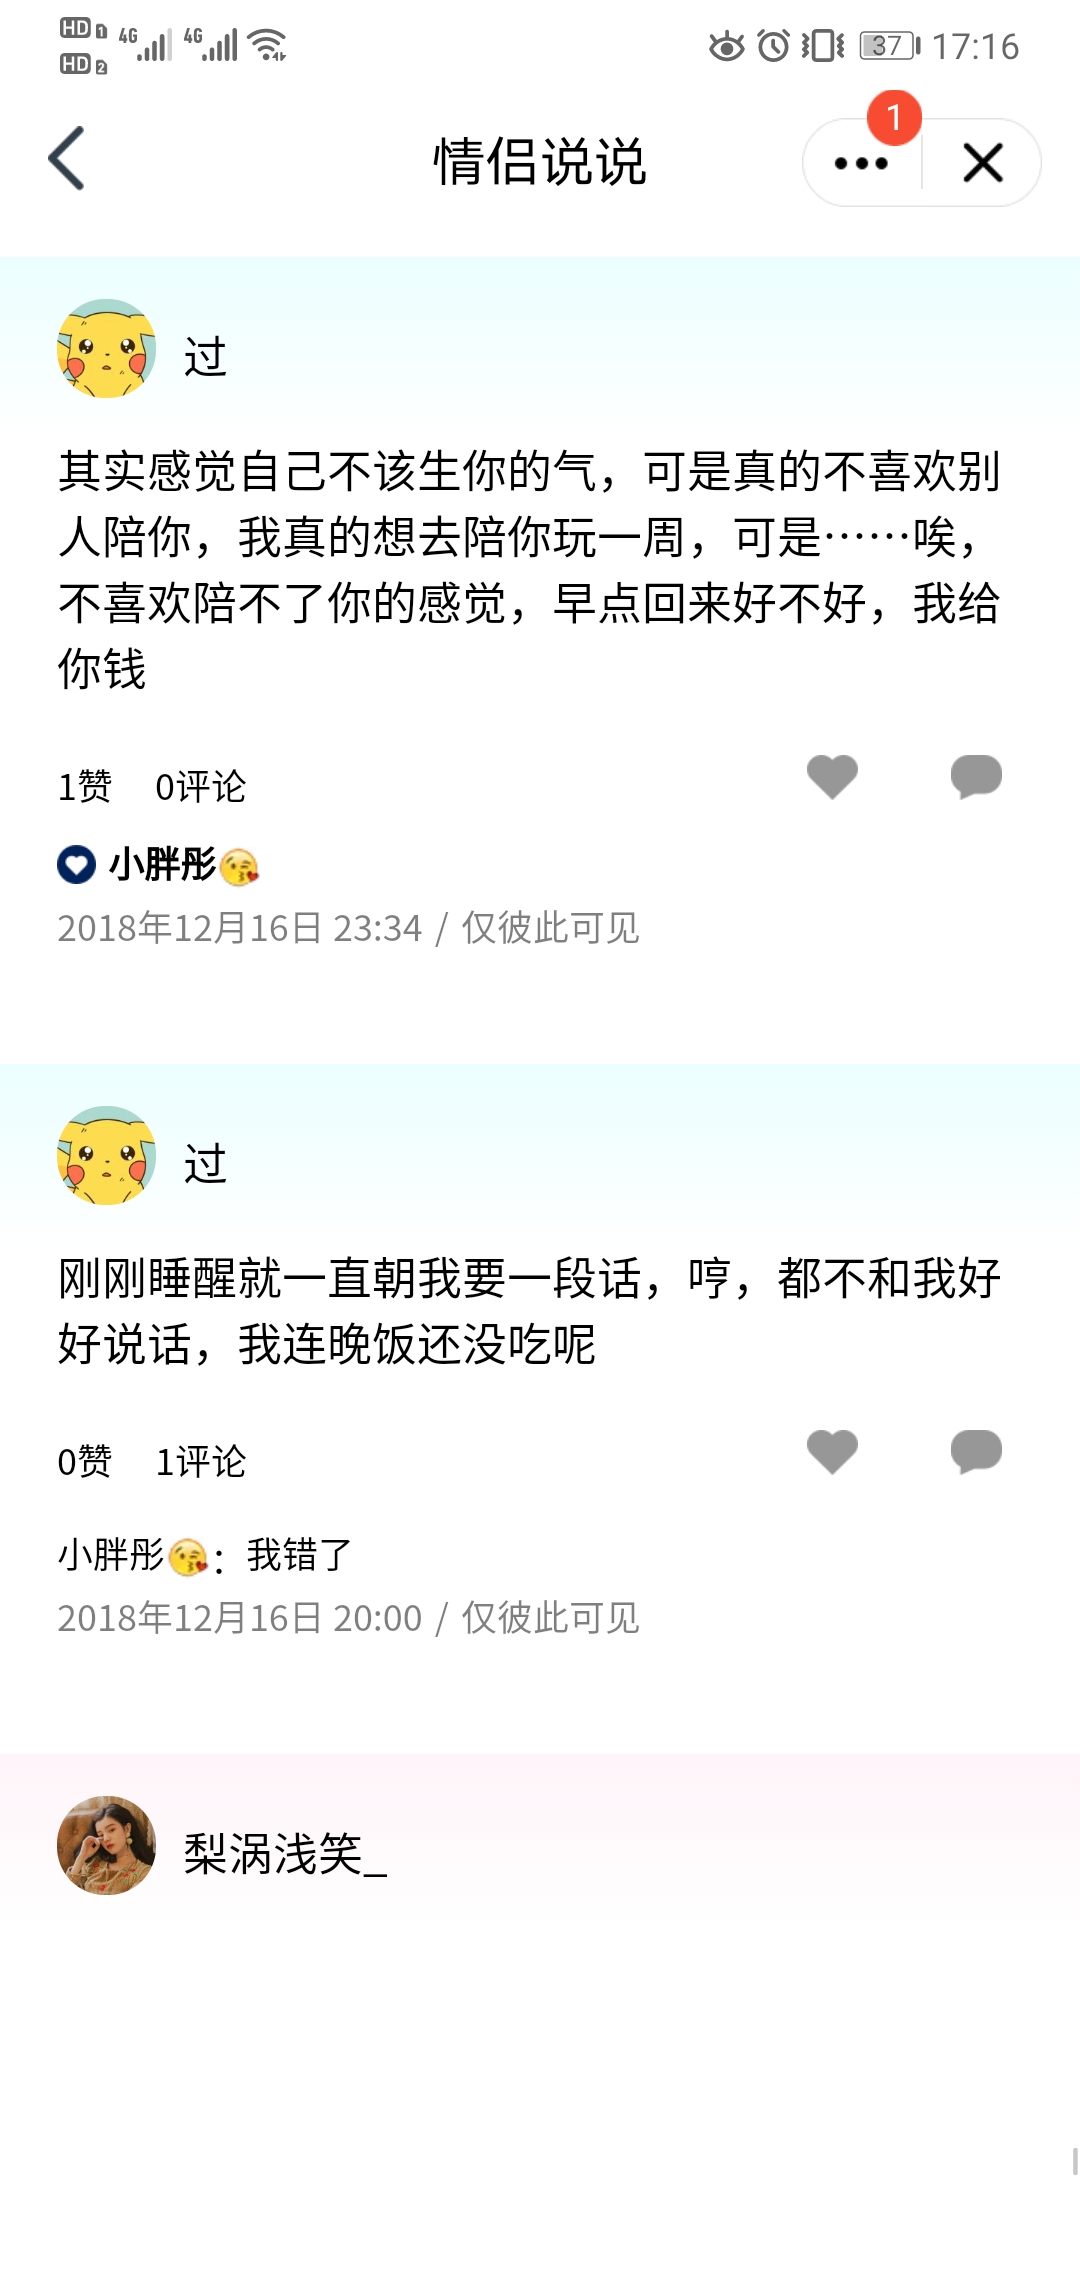 HD 1 4G 4G 37 17:16
HD 2
情侣说说
1
过
其实感觉自己不该生你的气，可是真的不喜欢别
人陪你，我真的想去陪你玩一周，可是……唉，
不喜欢陪不了你的感觉，早点回来好不好，我给
你钱
1赞 0评论
小胖彤😘
2018年12月16日 23:34 / 仅彼此可见
过
刚刚睡醒就一直朝我要一段话，哼，都不和我好
好说话，我连晚饭还没吃呢
0赞 1评论
小胖彤😘：我错了
2018年12月16日 20:00 / 仅彼此可见
梨涡浅笑_